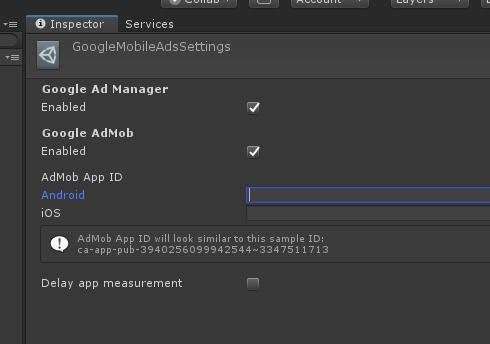 Collab
Account
Layers
Inspector Services
GoogleMobileAdsSettings
Google Ad Manager
Enabled
Google AdMob
Enabled
AdMob App ID
Android
iOS
AdMob App ID will look similar to this sample ID:
ca-app-pub-3940256099942544~3347511713
Delay app measurement